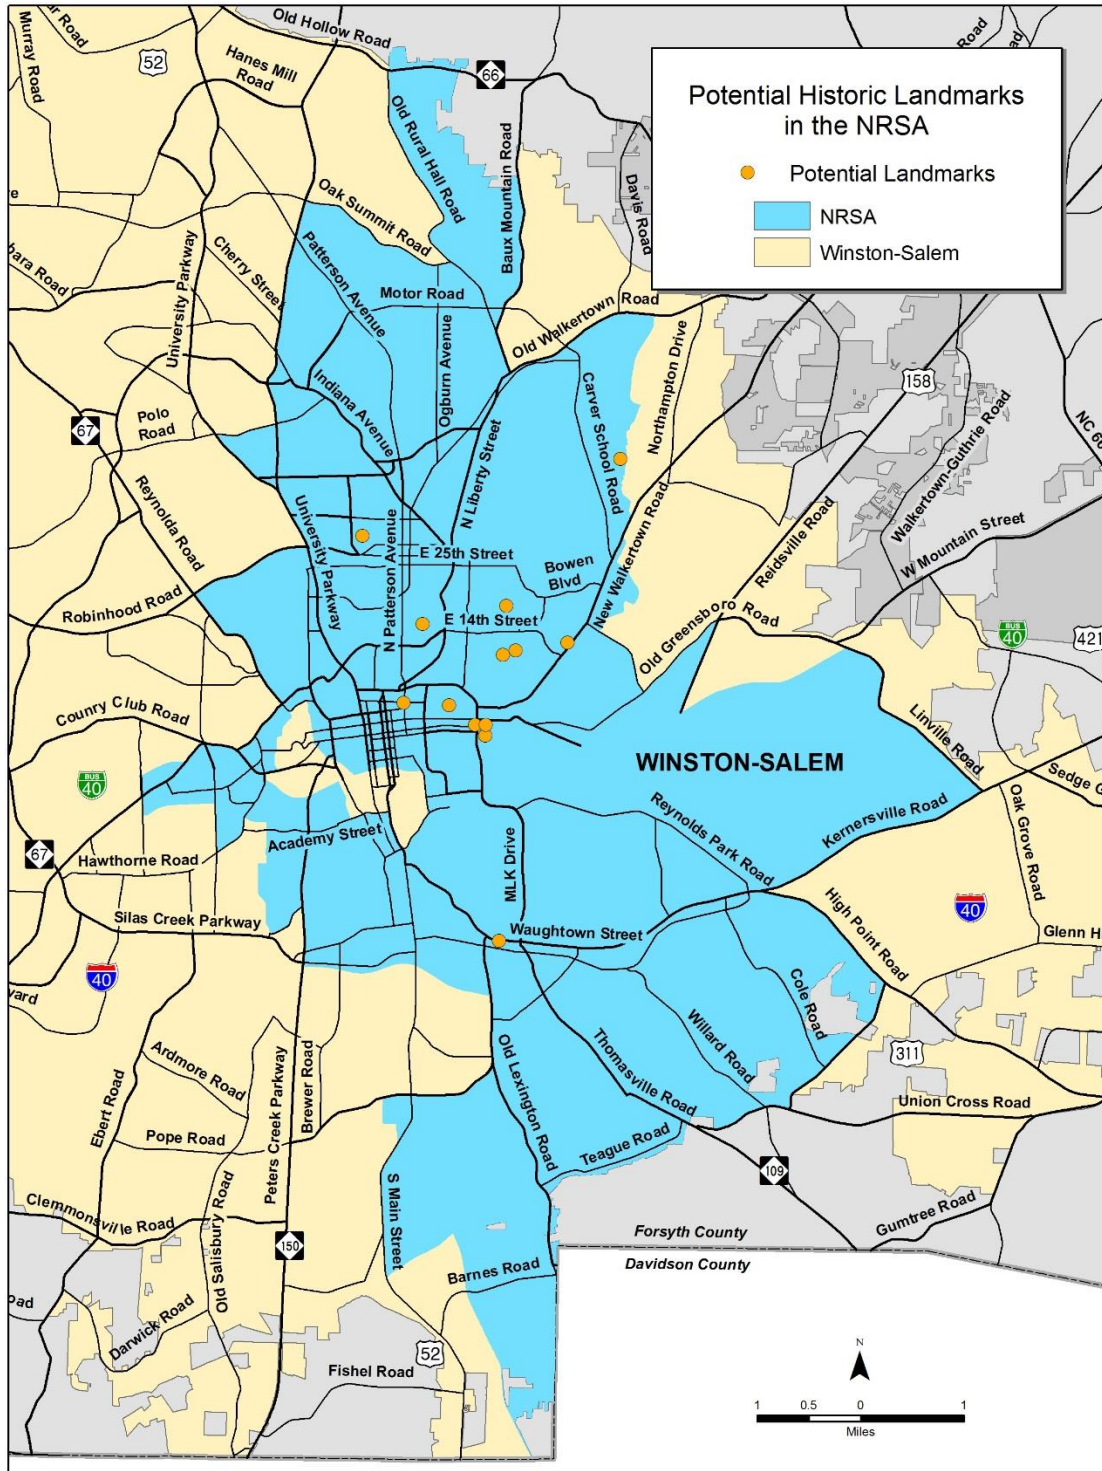 Potential Historic Landmarks
in the NRSA
Potential Landmarks
NRSA
Winston-Salem
Old Hollow Road
Murray Road
Road
52
Hanes Mill
Road
66
Old Rural Hall Road
Baux Mountain Road
Davis Road
Road
Oak Summit Road
Patterson Avenue
Cherry Street
University Parkway
Motor Road
Ogburn Avenue
Old Walkertown Road
Northampton Drive
Carver School Road
158
Walkertown-Guthrie Road
NC 66
Indiana Avenue
Polo
Road
67
Reynolda Road
N Liberty Street
University Parkway
N Patterson Avenue
E 25th Street
Bowen
Blvd
New Walkertown Road
Reidsville Road
W Mountain Street
Robinhood Road
E 14th Street
Old Greensboro Road
BUS
40
421
Counry Club Road
Linville Road
WINSTON-SALEM
BUS
40
Sedge G
Kernersville Road
Reynolds Park Road
Oak Grove Road
Academy Street
MLK Drive
67
Hawthorne Road
Silas Creek Parkway
Waughtown Street
High Point Road
40
Glenn H
40
vard
Cole Road
Willard Road
Thomasville Road
Old Lexington Road
311
Ardmore Road
Brewer Road
Peters Creek Parkway
Ebert Road
Union Cross Road
Pope Road
Teague Road
109
S Main Street
Old Salisbury Road
Clemmonsville Road
Gumtree Road
150
Forsyth County
Davidson County
Barnes Road
Darwick Road
52
Fishel Road
N
1 0.5 0 1
Miles